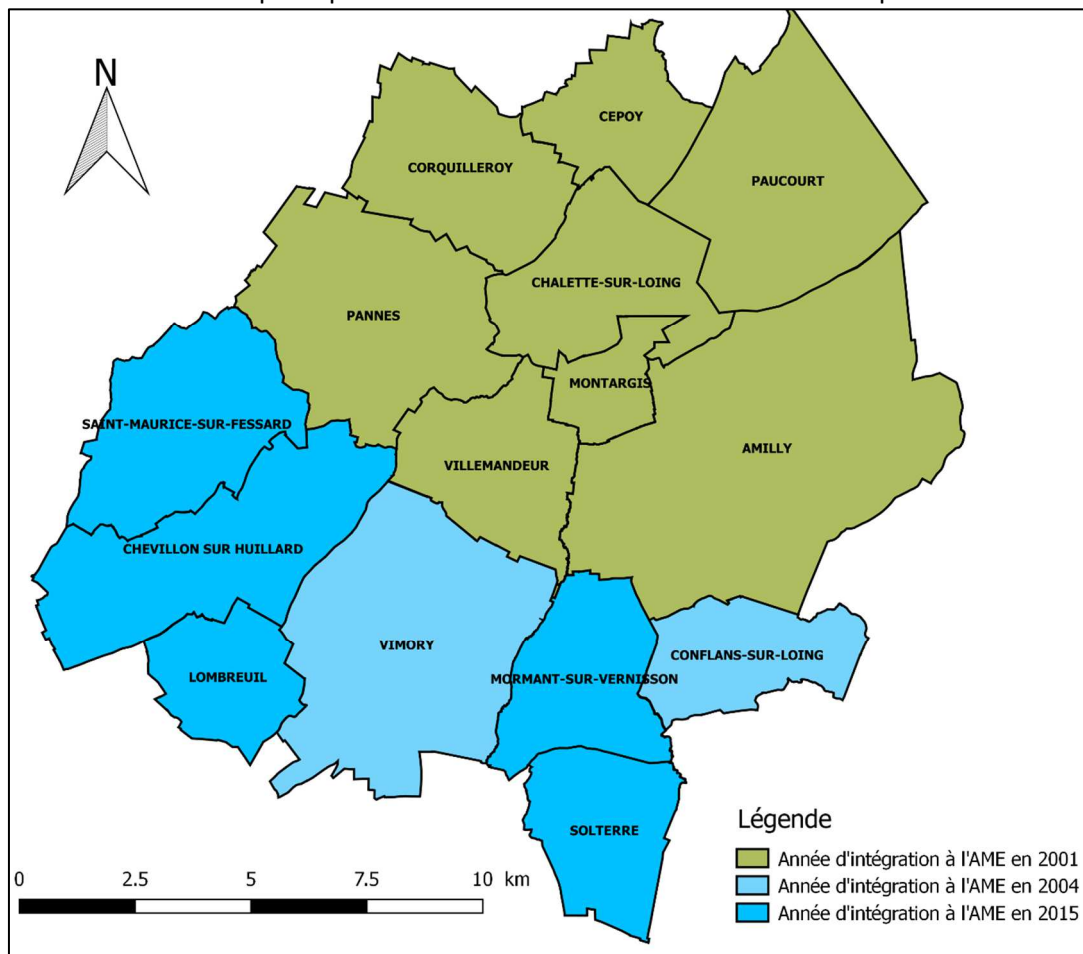 N
CEPOY
CORQUILLEROY
PAUCOURT
CHALETTE-SUR-LOING
PANNES
MONTARGIS
SAINT-MAURICE-SUR-FESSARD
AMILLY
VILLEMANDEUR
CHEVILLON SUR HUILLARD
VIMORY
CONFLANS-SUR-LOING
LOMBREUIL
MORMANT-SUR-VERNISSON
SOLTERRE
Légende
Année d'intégration à l'AME en 2001
Année d'intégration à l'AME en 2004
Année d'intégration à l'AME en 2015
0 2.5 5 7.5 10 km